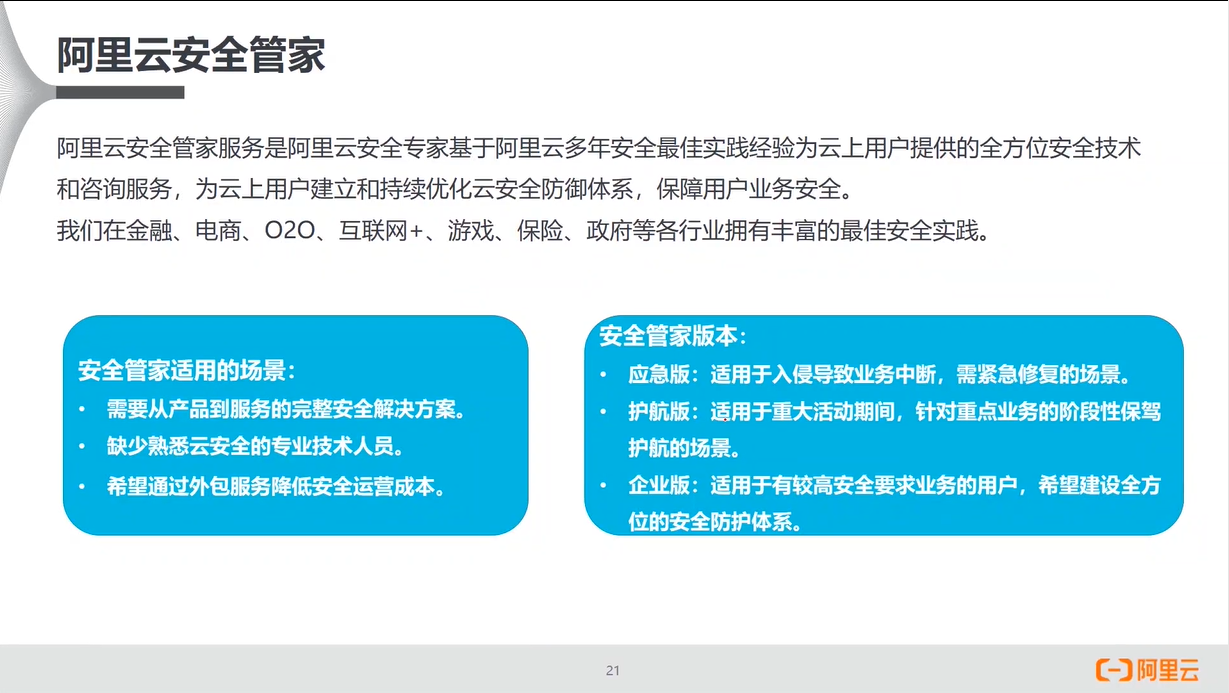 阿里云安全管家
阿里云安全管家服务是阿里云安全专家基于阿里云多年安全最佳实践经验为云上用户提供的全方位安全技术
和咨询服务，为云上用户建立和持续优化云安全防御体系，保障用户业务安全。
我们在金融、电商、O2O、互联网+、游戏、保险、政府等各行业拥有丰富的最佳安全实践。
安全管家适用的场景：
• 需要从产品到服务的完整安全解决方案。
• 缺少熟悉云安全的专业技术人员。
• 希望通过外包服务降低安全运营成本。
安全管家版本：
• 应急版：适用于入侵导致业务中断，需紧急修复的场景。
• 护航版：适用于重大活动期间，针对重点业务的阶段性保驾
护航的场景。
• 企业版：适用于有较高安全要求业务的用户，希望建设全方
位的安全防护体系。
21
阿里云